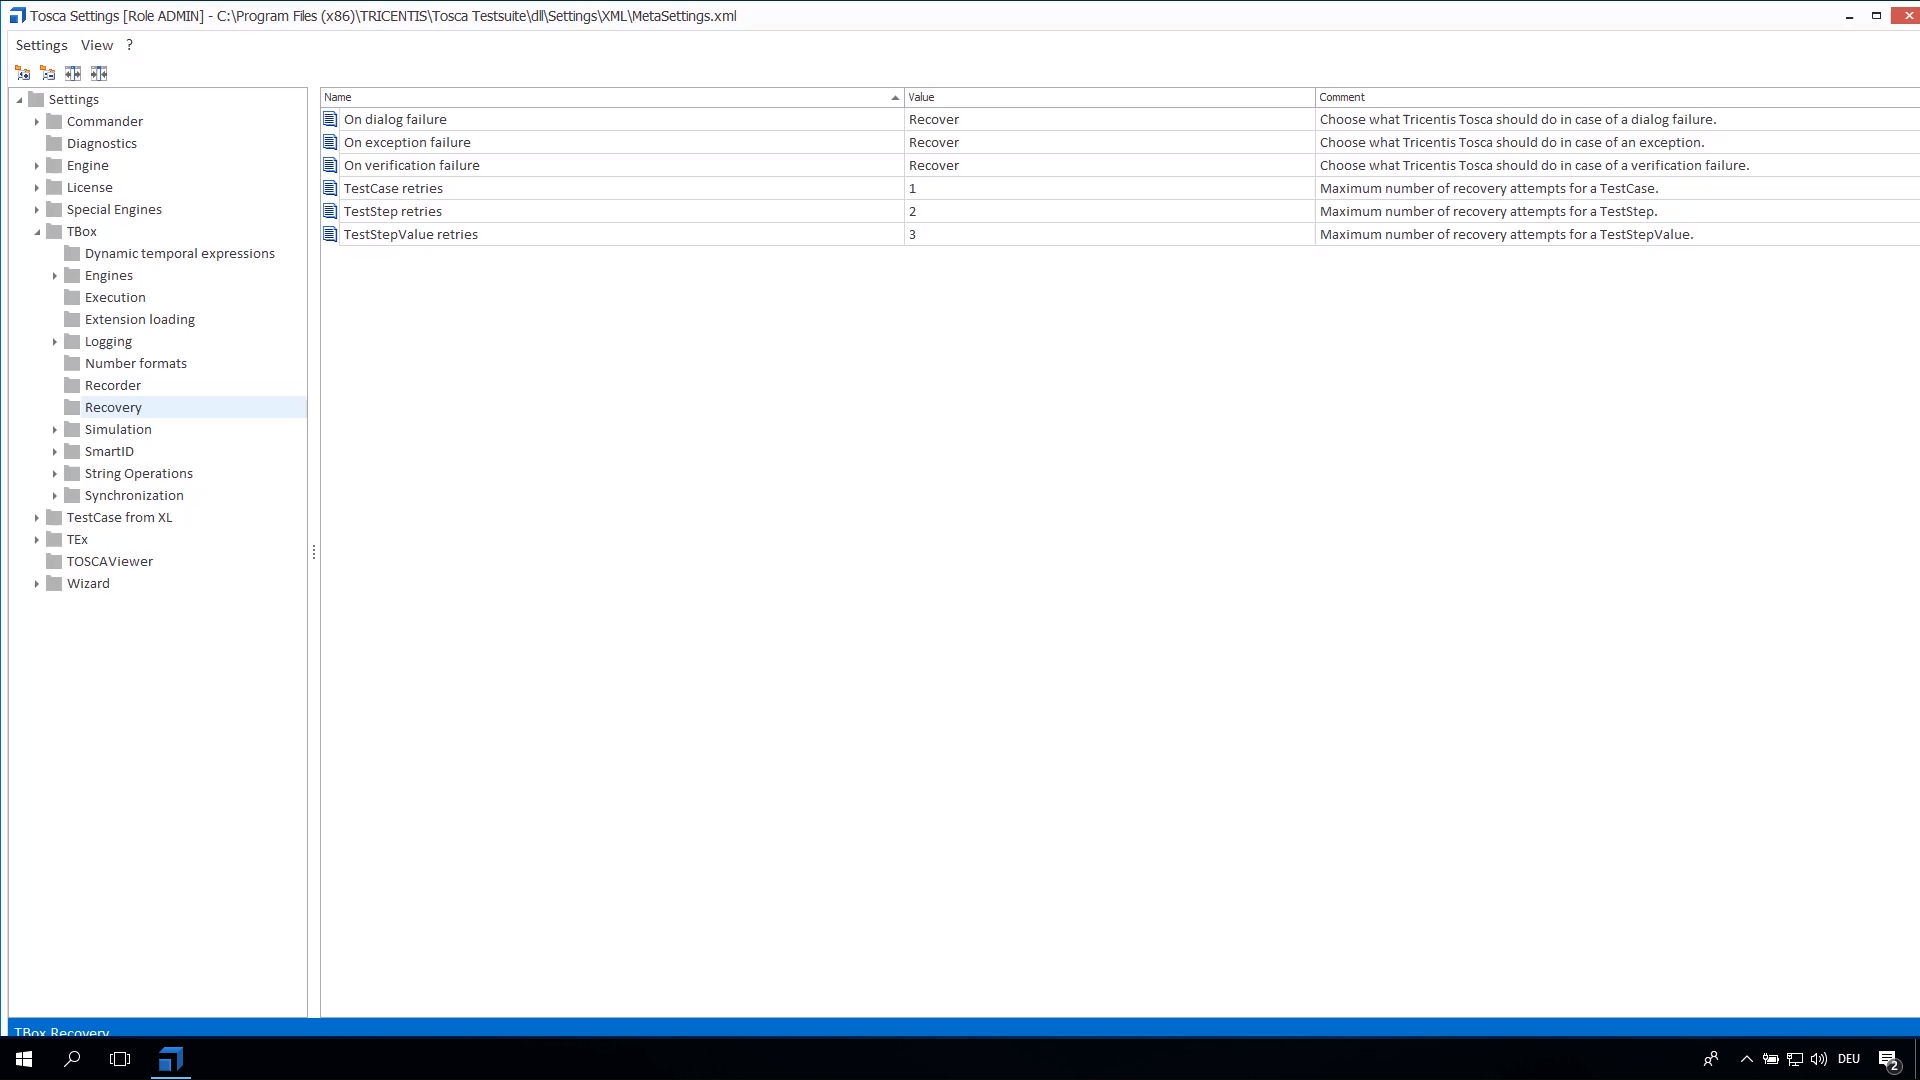 Tosca Settings [Role ADMIN] - C:\Program Files (x86)\TRICENTIS\Tosca Testsuite\dll\Settings\XML\MetaSettings.xml
Settings View ?
Settings
Commander
Diagnostics
Engine
License
Special Engines
TBox
Dynamic temporal expressions
Engines
Execution
Extension loading
Logging
Number formats
Recorder
Recovery
Simulation
SmartID
String Operations
Synchronization
TestCase from XL
TEx
TOSCAViewer
Wizard
Name Value Comment
On dialog failure Recover Choose what Tricentis Tosca should do in case of a dialog failure.
On exception failure Recover Choose what Tricentis Tosca should do in case of an exception.
On verification failure Recover Choose what Tricentis Tosca should do in case of a verification failure.
TestCase retries 1 Maximum number of recovery attempts for a TestCase.
TestStep retries 2 Maximum number of recovery attempts for a TestStep.
TestStepValue retries 3 Maximum number of recovery attempts for a TestStepValue.
TBox Recovery
DEU
2